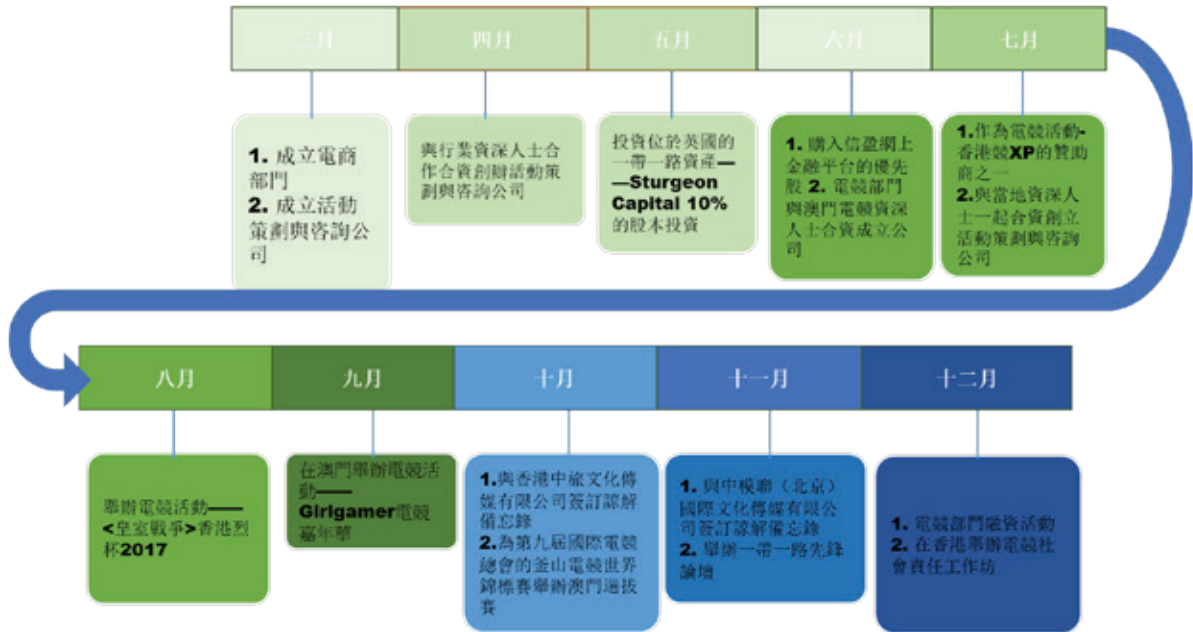 三月
四月
五月
六月
七月
1. 成立電商
部門
2. 成立活動
策劃與咨詢公
司
與行業資深人士合
作合資創辦活動策
劃與咨詢公司
投資位於英國的
一帶一路資產—
—Sturgeon
Capital 10%
的股本投資
1. 購入信盈網上
金融平台的優先
股 2. 電競部門
與澳門電競資深
人士合資成立公
司
1.作為電競活動-
香港競XP的贊助
商之一
2.與當地資深人
士一起合資創立
活動策劃與咨詢
公司
八月
九月
十月
十一月
十二月
舉辦電競活動——
<皇室戰爭>香港烈
杯2017
在澳門舉辦電競活
動——
Girlgamer電競
嘉年華
1.與香港中旅文化傳
媒有限公司簽訂諒解
備忘錄
2.為第九屆國際電競
總會的釜山電競世界
錦標賽舉辦澳門選拔
賽
1. 與中模聯（北京）
國際文化傳媒有限公
司簽訂諒解備忘錄
2. 舉辦一帶一路先鋒
論壇
1. 電競部門融資活動
2. 在香港舉辦電競社
會責任工作坊